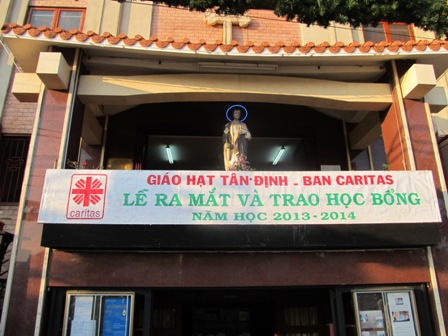 GIÁO HẠT TÂN-ĐỊNH - BAN CARITAS
LỄ RA MẮT VÀ TRAO HỌC BỔNG
NĂM HỌC 2013-2014
caritas